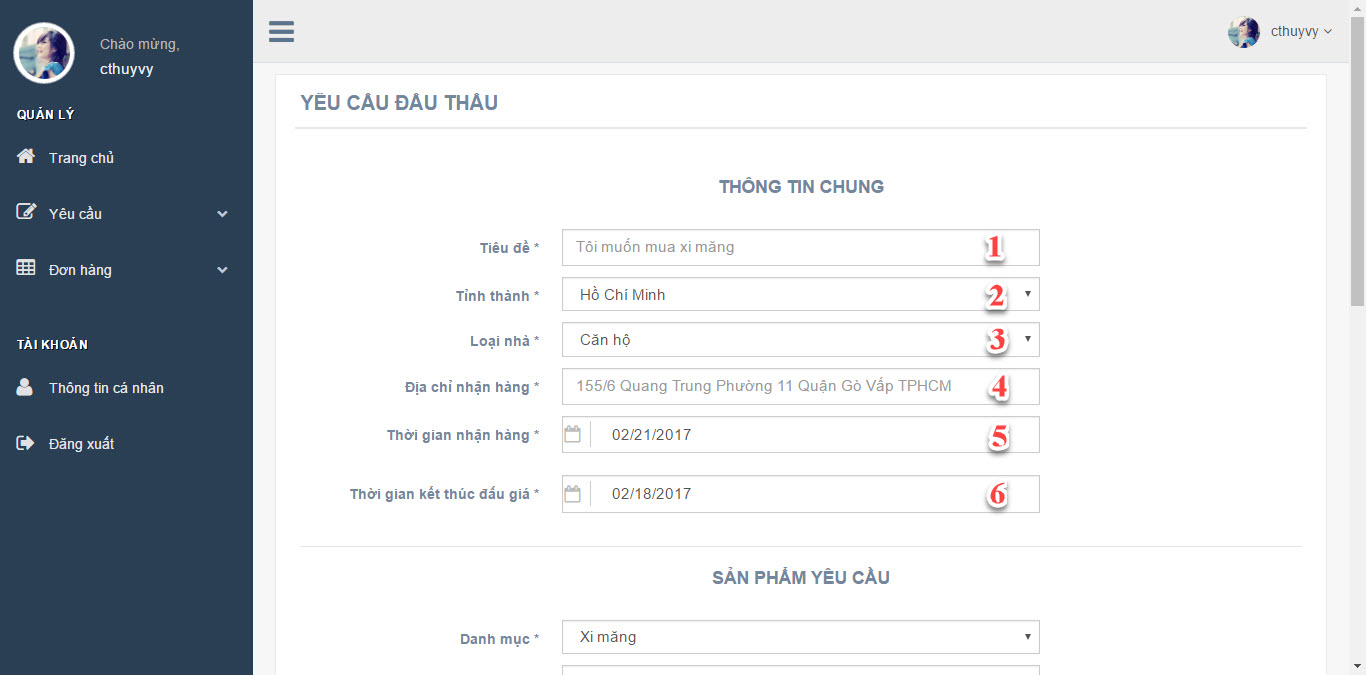 Chào mừng,
cthuyvy
QUẢN LÝ
Trang chủ
Yêu cầu
Đơn hàng
TÀI KHOẢN
Thông tin cá nhân
Đăng xuất
cthuyvy
YÊU CẦU ĐẤU THẦU
THÔNG TIN CHUNG
Tiêu đề * Tôi muốn mua xi măng 1
Tỉnh thành * Hồ Chí Minh 2
Loại nhà * Căn hộ 3
Địa chỉ nhận hàng * 155/6 Quang Trung Phường 11 Quận Gò Vấp TPHCM 4
Thời gian nhận hàng * 02/21/2017 5
Thời gian kết thúc đấu giá * 02/18/2017 6
SẢN PHẨM YÊU CẦU
Danh mục * Xi măng